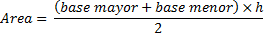 Area = (base mayor + base menor) × h
2